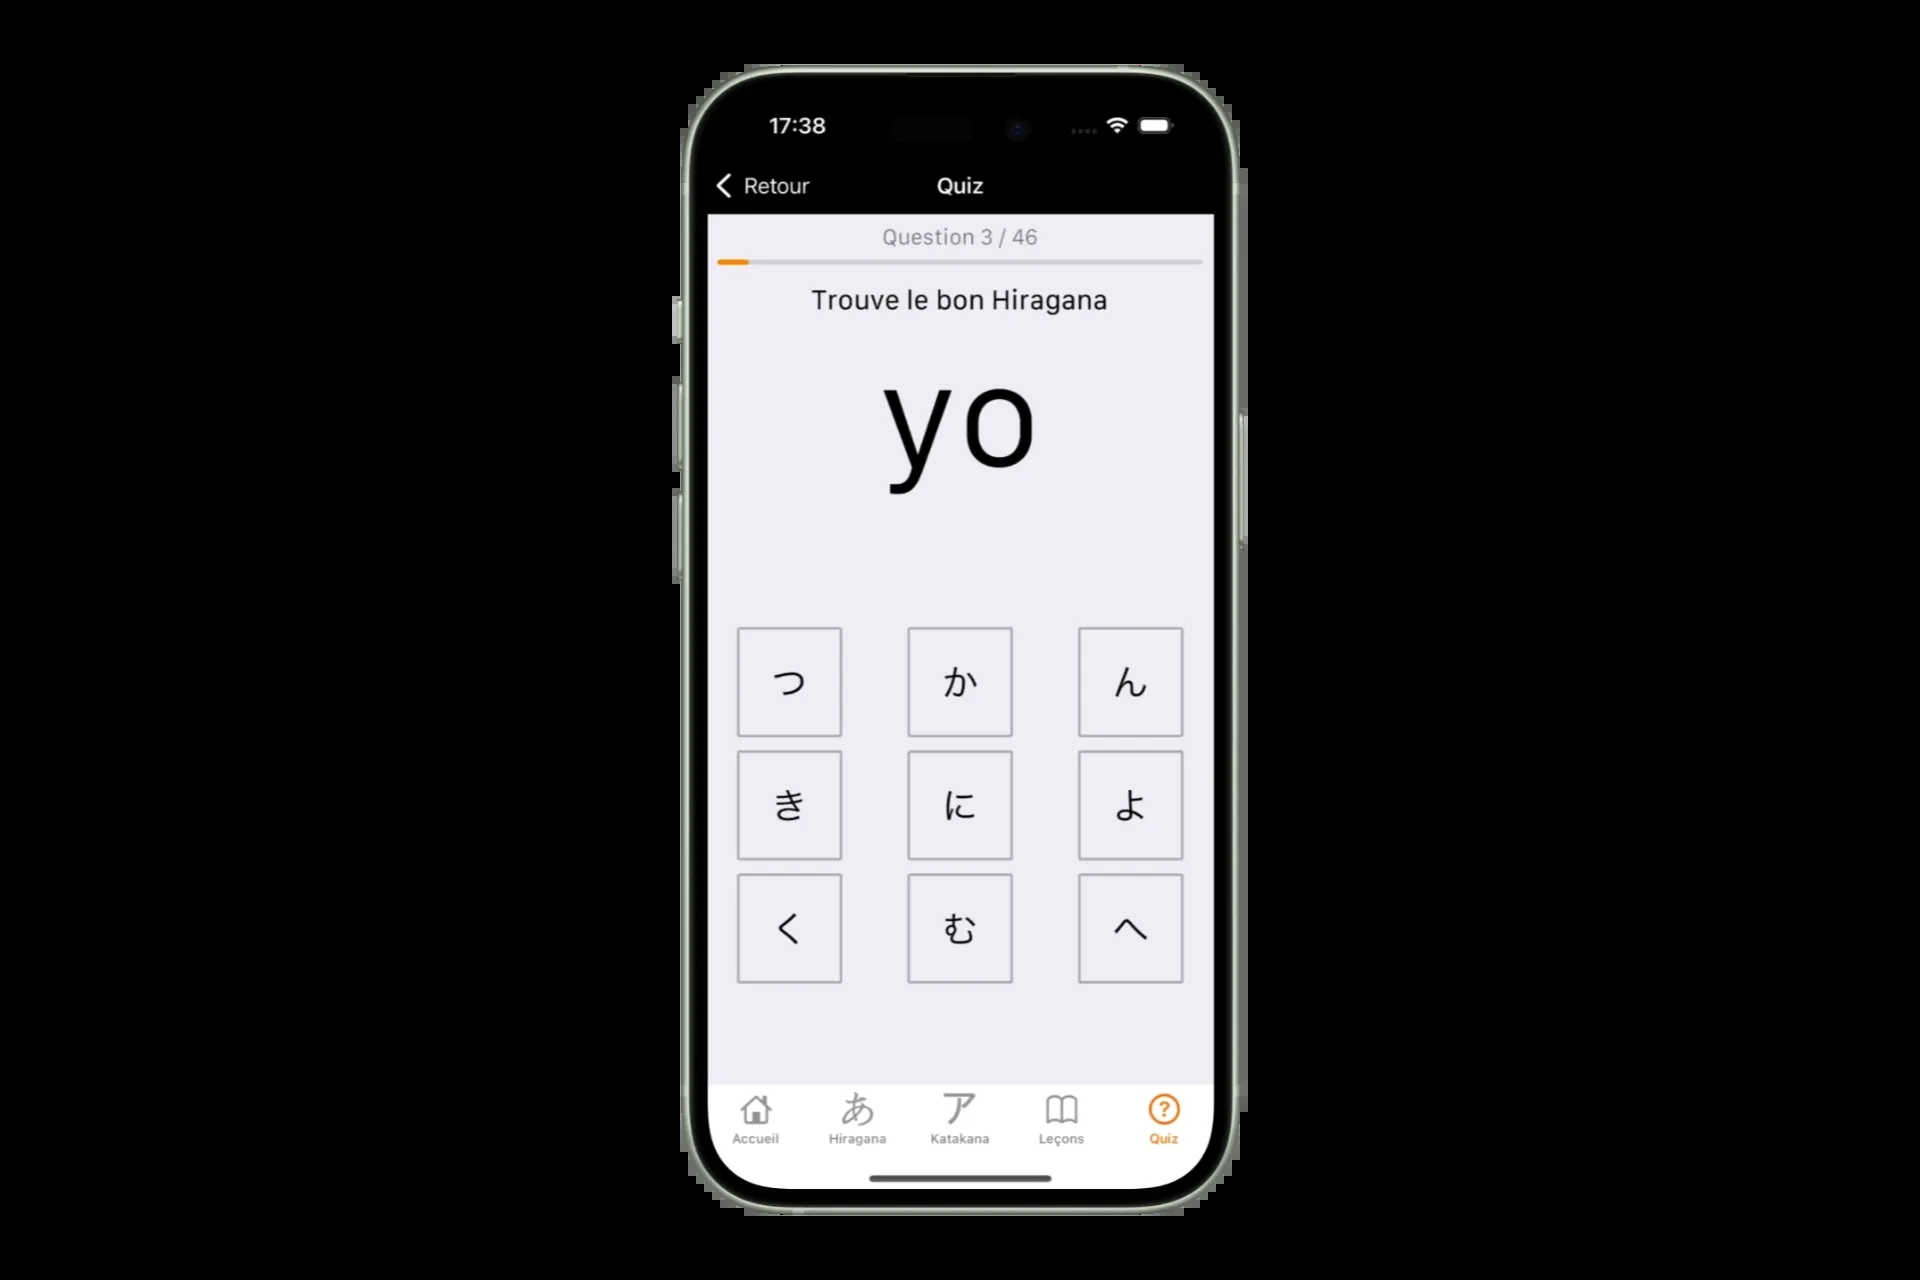 17:38
Retour
Quiz
Question 3 / 46
Trouve le bon Hiragana
yo
つ か ん
き に よ
く む へ
あ ア ?
Accueil Hiragana Katakana Leçons Quiz